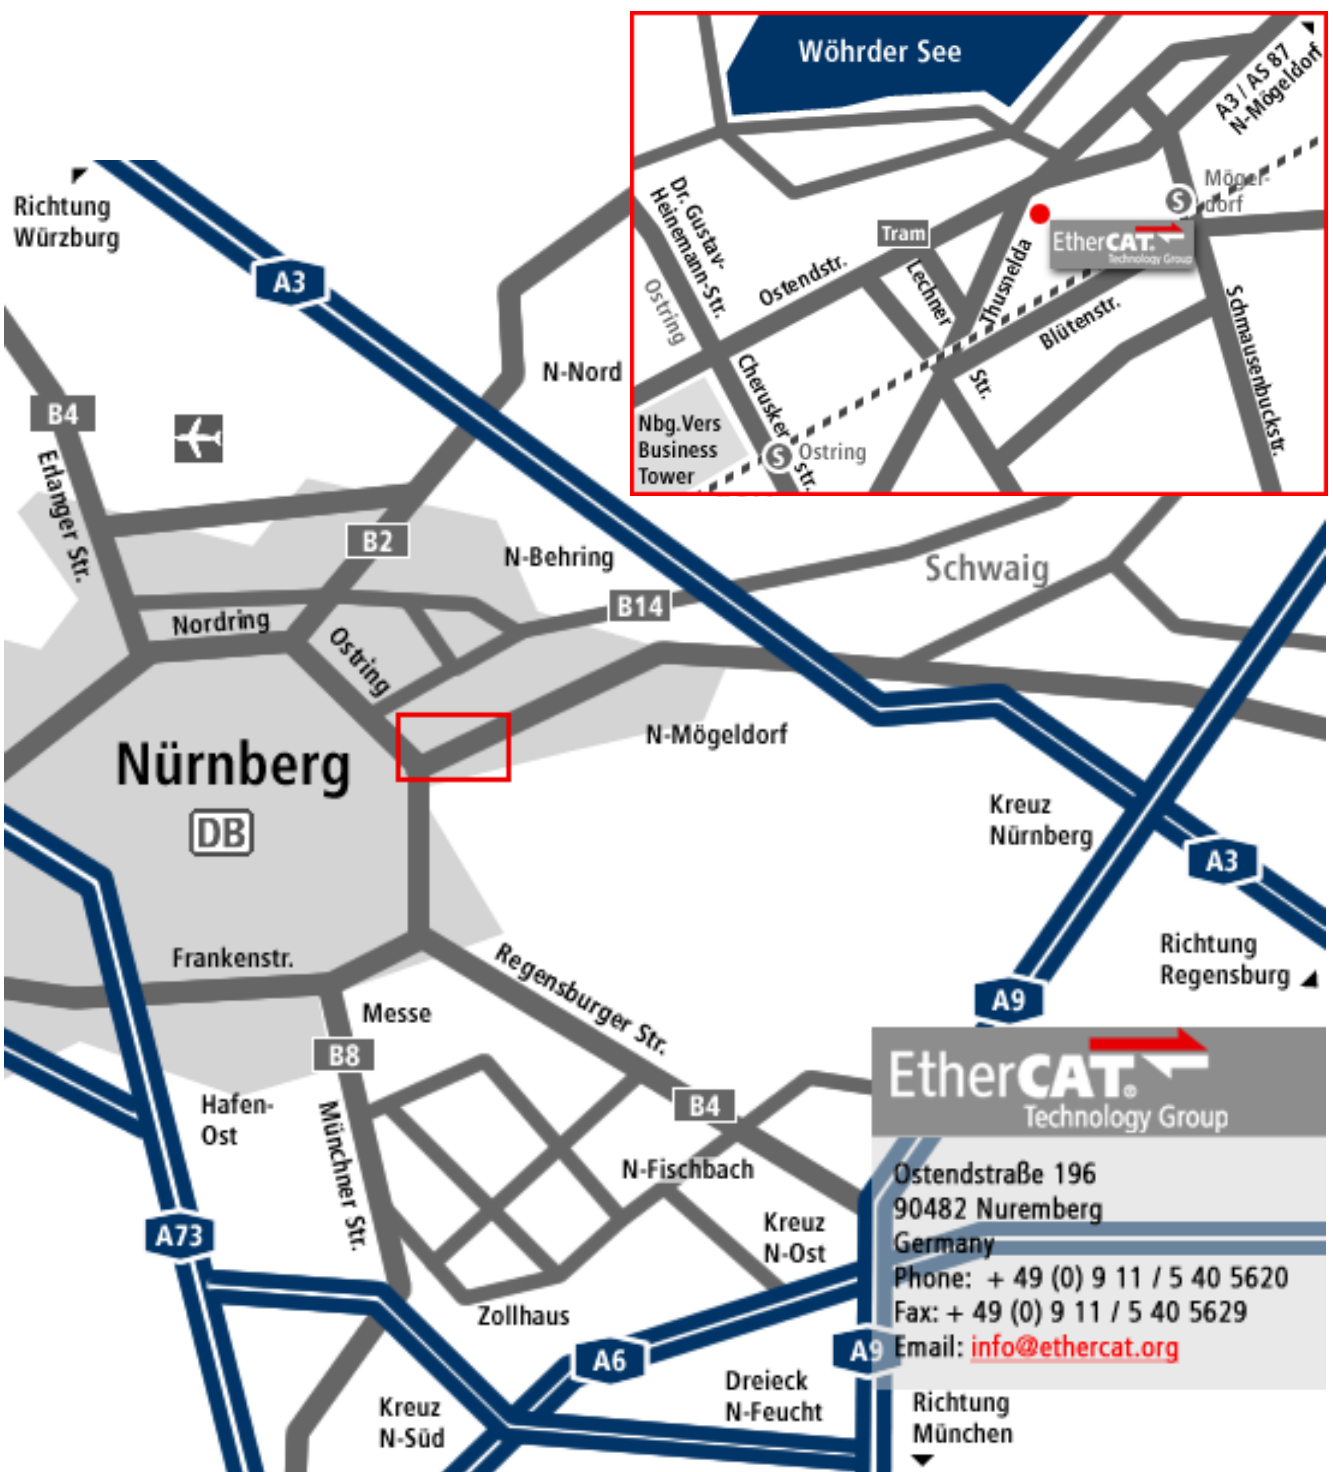 Wöhrder See
A3 / AS 87
N-Mögeldorf
Dr. Gustav-
Heinemann-Str.
Ostring
Tram
Ostendstr.
Lechner
Str.
Thusnelda
S
Mögel-
dorf
EtherCAT®
Technology Group
Blütenstr.
Schmausenbuckstr.
Cherusker
str.
Nbg.Vers
Business
Tower
S
Ostring
Richtung
Würzburg
A3
N-Nord
B4
Erlanger Str.
B2
N-Behring
B14
Schwaig
Nordring
Ostring
N-Mögeldorf
Nürnberg
DB
Kreuz
Nürnberg
A3
Richtung
Regensburg
Frankenstr.
Regensburger Str.
Messe
A9
B8
B4
Hafen-
Ost
Münchner Str.
N-Fischbach
Kreuz
N-Ost
A73
Zollhaus
A6
A9
Dreieck
N-Feucht
Kreuz
N-Süd
EtherCAT®
Technology Group
Ostendstraße 196
90482 Nuremberg
Germany
Phone: + 49 (0) 9 11 / 5 40 5620
Fax: + 49 (0) 9 11 / 5 40 5629
Email: info@ethercat.org
Richtung
München